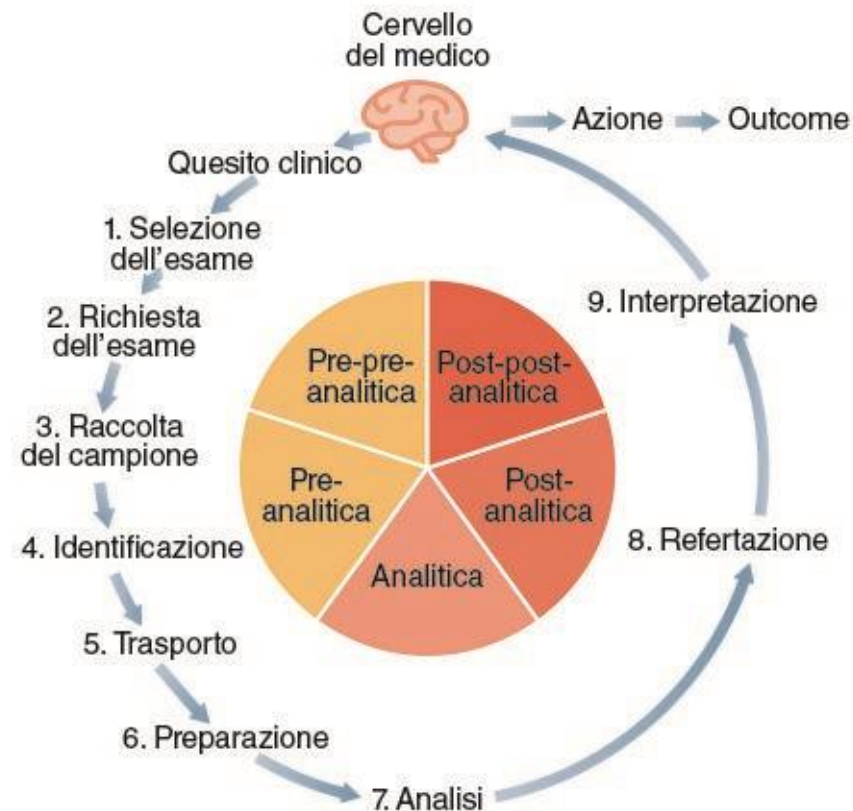 Cervello
del medico
Azione
Outcome
Quesito clinico
1. Selezione
dell'esame
2. Richiesta
dell'esame
3. Raccolta
del campione
4. Identificazione
5. Trasporto
6. Preparazione
7. Analisi
8. Refertazione
9. Interpretazione
Pre-pre-
analitica
Post-post-
analitica
Pre-
analitica
Post-
analitica
Analitica